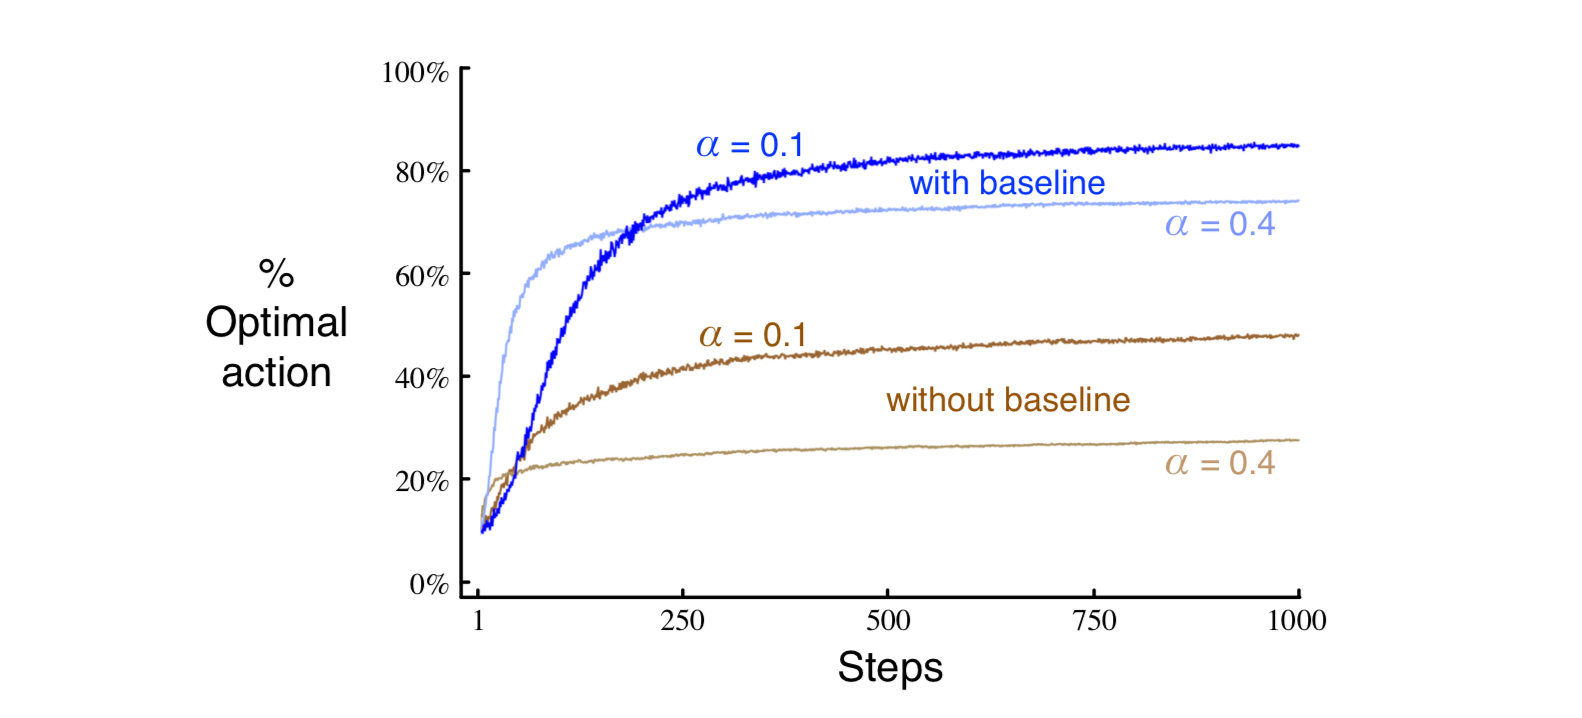 100%
α = 0.1
80%
with baseline
α = 0.4
60%
%
Optimal
action
α = 0.1
40%
without baseline
α = 0.4
20%
0%
1 250 500 750 1000
Steps